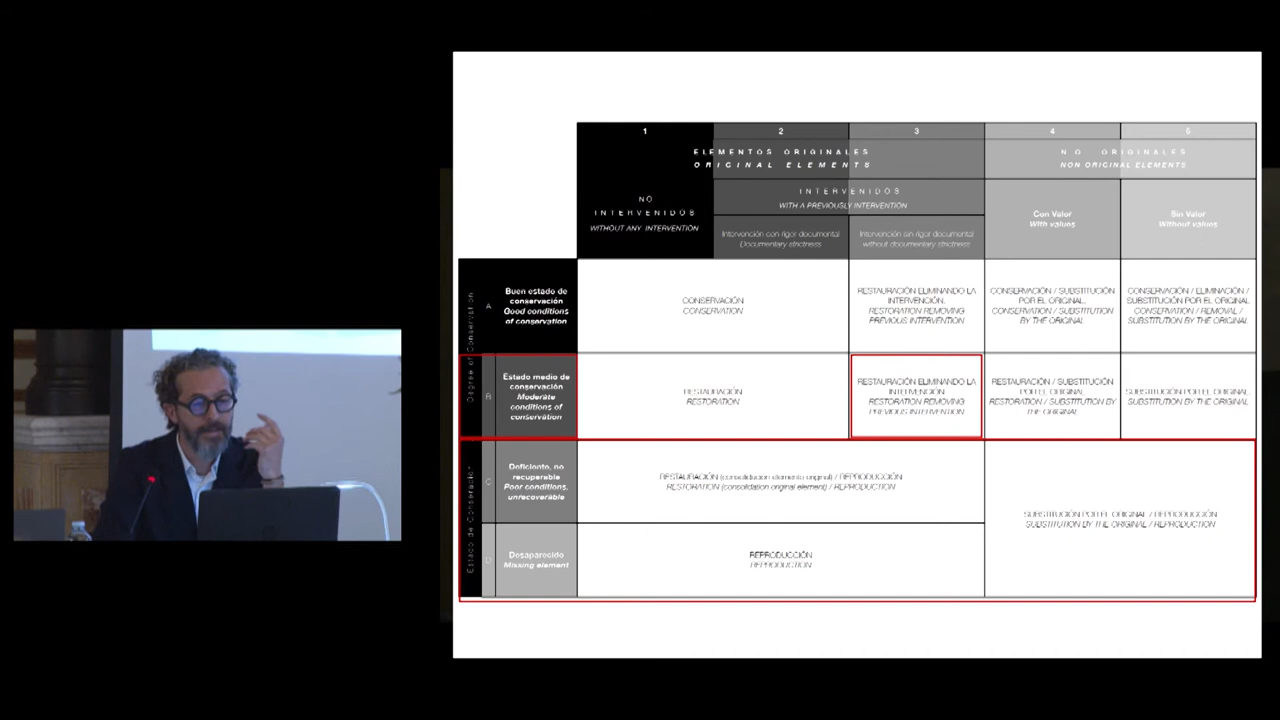 1
2
3
4
5
ELEMENTOS ORIGINALES
ORIGINAL ELEMENTS
NO ORIGINALES
NON ORIGINAL ELEMENTS
NO
INTERVENIDOS
WITHOUT ANY INTERVENTION
INTERVENIDOS
WITH A PREVIOUSLY INTERVENTION
Intervención con rigor documental
Documentary strictness
Intervención sin rigor documental
without documentary strictness
Con Valor
With values
Sin Valor
Without values
Degree of Conservation
Estado de Conseración
A
Buen estado de
conservación
Good conditions
of conservation
CONSERVACIÓN
CONSERVATION
RESTAURACIÓN ELIMINANDO LA
INTERVENCIÓN.
RESTORATION REMOVING
PREVIOUS INTERVENTION
CONSERVACIÓN / SUBSTITUCIÓN
POR EL ORIGINAL.
CONSERVATION / SUBSTITUTION
BY THE ORIGINAL
CONSERVACIÓN / ELIMINACIÓN /
SUBSTITUCIÓN POR EL ORIGINAL
CONSERVATION / REMOVAL /
SUBSTITUTION BY THE ORIGINAL
B
Estado medio de
conservación
Moderate
conditions of
conservation
RESTAURACIÓN
RESTORATION
RESTAURACIÓN ELIMINANDO LA
INTERVENCIÓN
RESTORATION REMOVING
PREVIOUS INTERVENTION
RESTAURACIÓN / SUBSTITUCIÓN
POR EL ORIGINAL
RESTORATION / SUBSTITUTION BY
THE ORIGINAL
SUBSTITUCIÓN POR EL ORIGINAL
SUBSTITUTION BY THE ORIGINAL
C
Deficiente, no
recuperable
Poor conditions,
unrecoverable
RESTAURACIÓN (consolidación elemento original) / REPRODUCCIÓN
RESTORATION (consolidation original element) / REPRODUCTION
SUBSTITUCIÓN POR EL ORIGINAL / REPRODUCCIÓN
SUBSTITUTION BY THE ORIGINAL / REPRODUCTION
D
Desaparecido
Missing element
REPRODUCCIÓN
REPRODUCTION